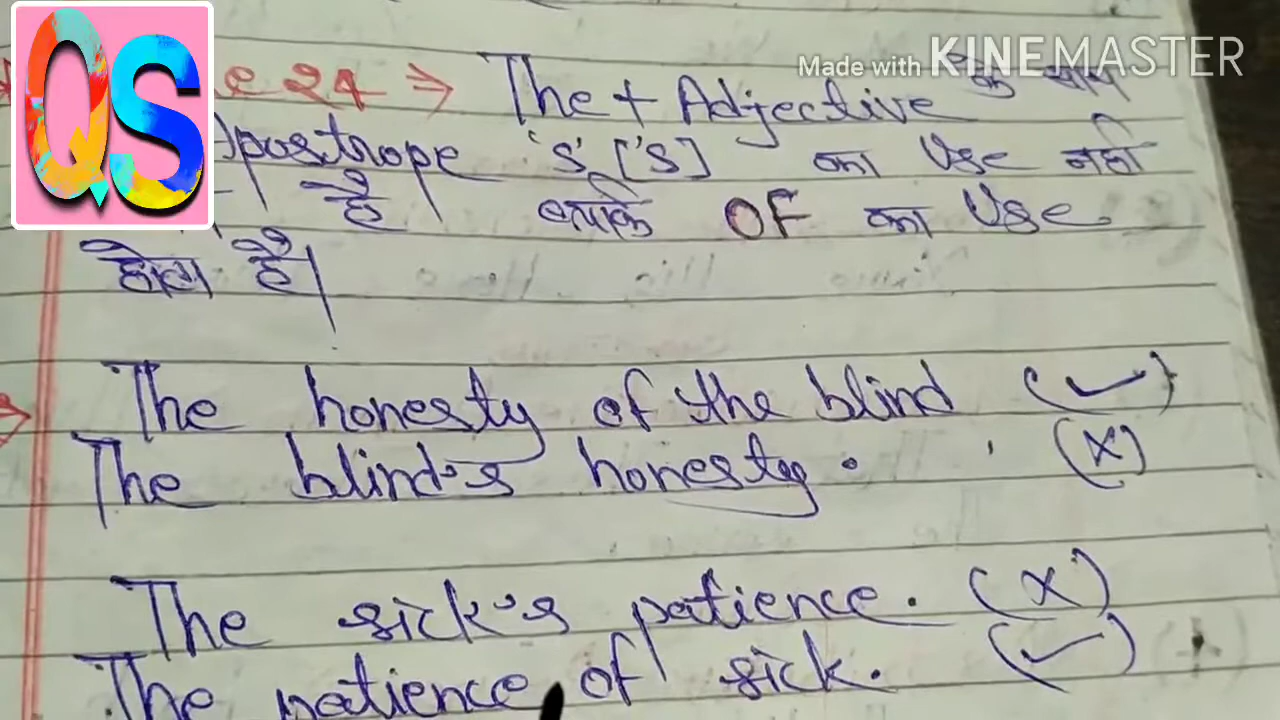 QS
Made with KINEMASTER
e 24 ⇒ The + Adjective के साथ
Apostrope 's' ['s] का Use नहीं
है बल्कि OF का Use
होता है।
The honesty of the blind (✓)
The blind's honesty. (x)
The sick's patience. (x)
The patience of sick. (✓)